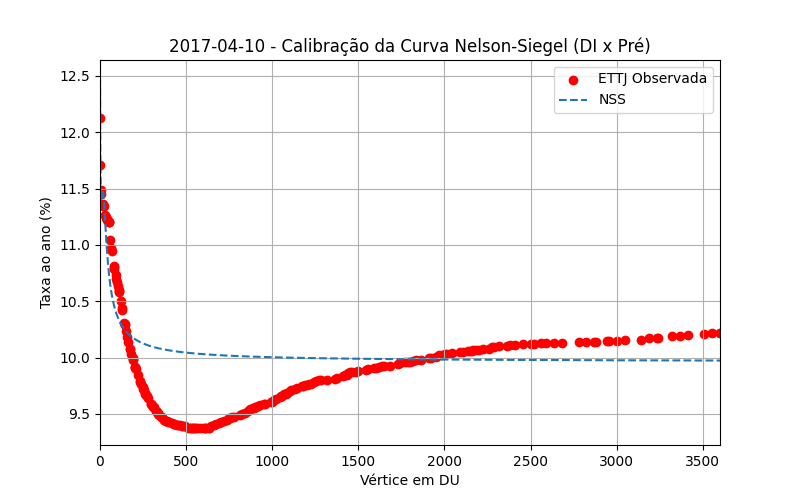 2017-04-10 - Calibração da Curva Nelson-Siegel (DI x Pré)
ETTJ Observada
NSS
Taxa ao ano (%)
12.5
12.0
11.5
11.0
10.5
10.0
9.5
0 500 1000 1500 2000 2500 3000 3500
Vértice em DU